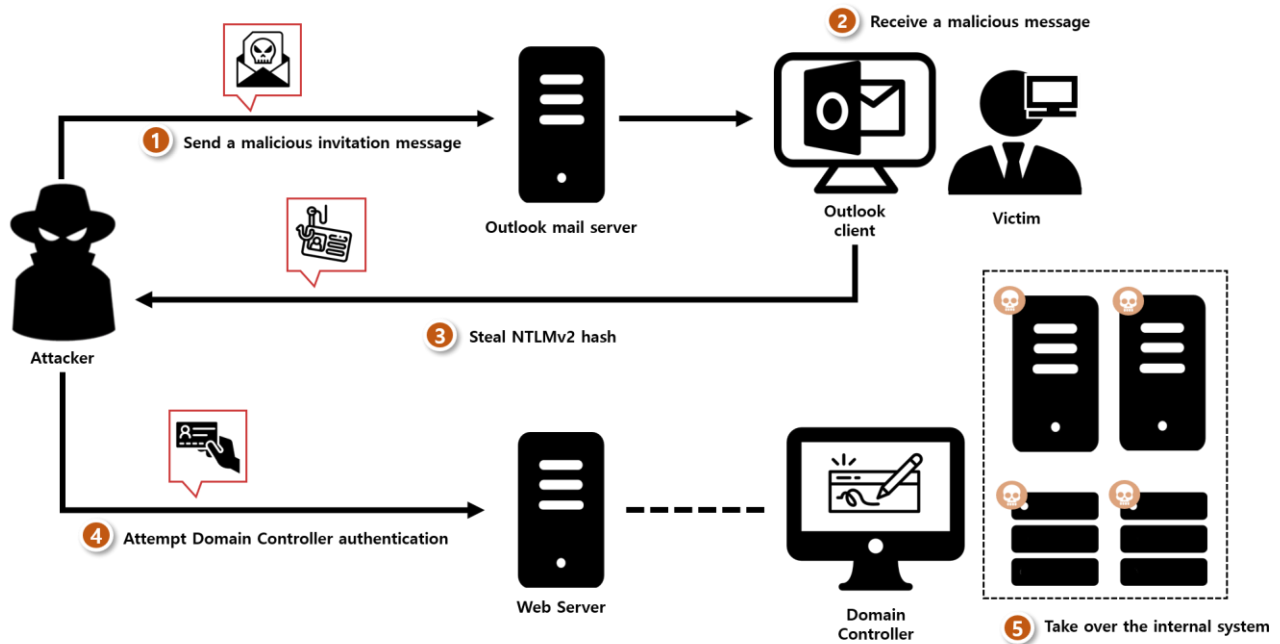 2 Receive a malicious message
1 Send a malicious invitation message
Outlook mail server
Outlook
client
Victim
3 Steal NTLMv2 hash
Attacker
4 Attempt Domain Controller authentication
Web Server
Domain
Controller
5 Take over the internal system